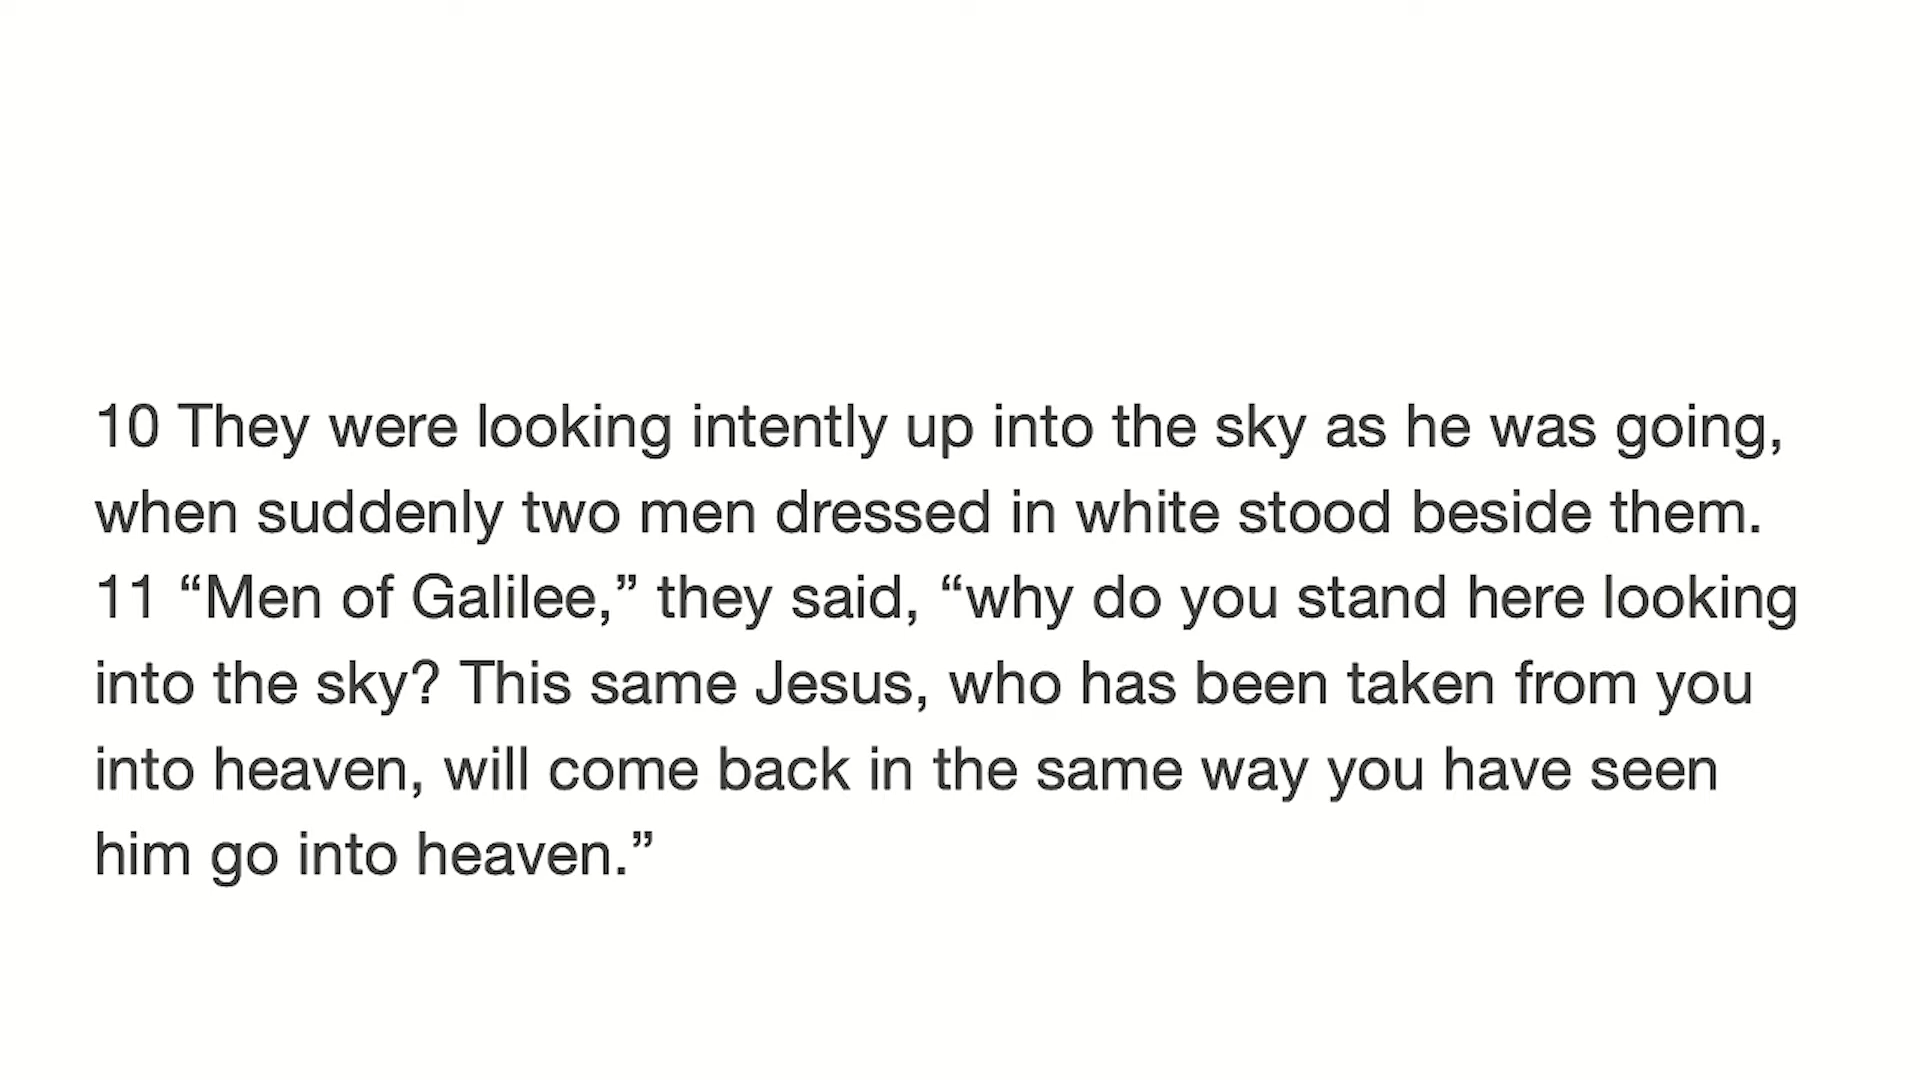 10 They were looking intently up into the sky as he was going,
when suddenly two men dressed in white stood beside them.
11 “Men of Galilee,” they said, “why do you stand here looking
into the sky? This same Jesus, who has been taken from you
into heaven, will come back in the same way you have seen
him go into heaven.”